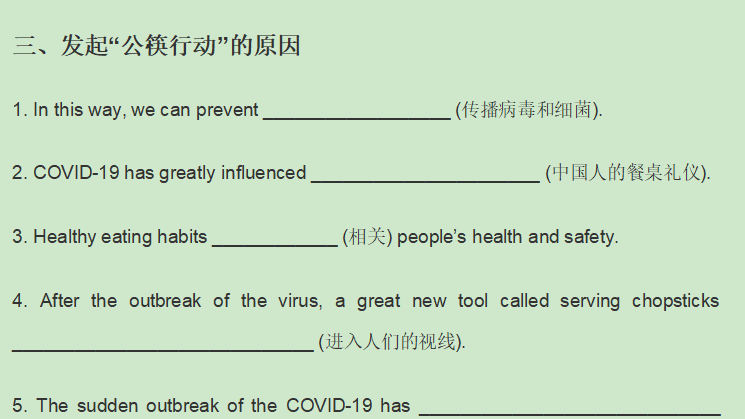 三、发起“公筷行动”的原因
1. In this way, we can prevent __________________ (传播病毒和细菌).
2. COVID-19 has greatly influenced ______________________ (中国人的餐桌礼仪).
3. Healthy eating habits ____________ (相关) people’s health and safety.
4. After the outbreak of the virus, a great new tool called serving chopsticks
_____________________________ (进入人们的视线).
5. The sudden outbreak of the COVID-19 has _____________________________